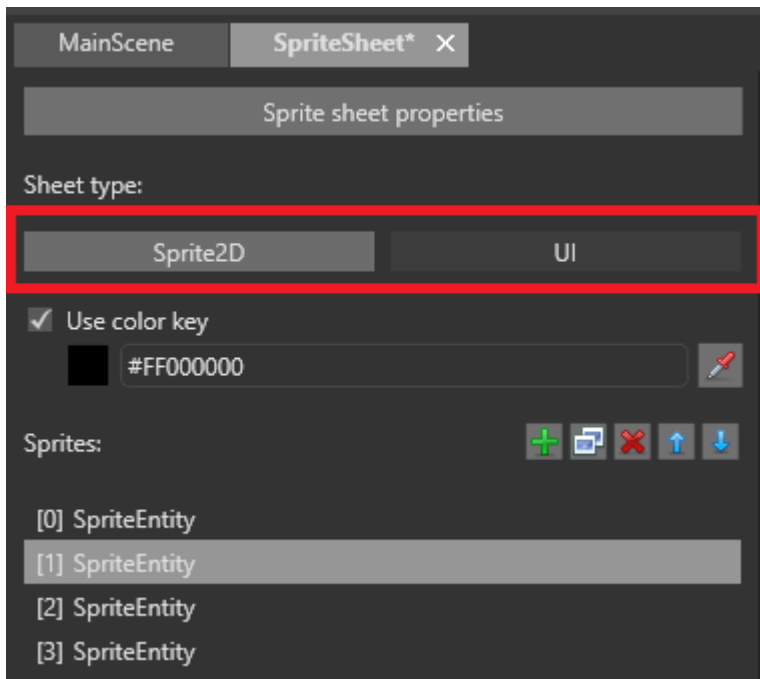 MainScene SpriteSheet*
Sprite sheet properties
Sheet type:
Sprite2D UI
Use color key
#FF000000
Sprites:
[0] SpriteEntity
[1] SpriteEntity
[2] SpriteEntity
[3] SpriteEntity